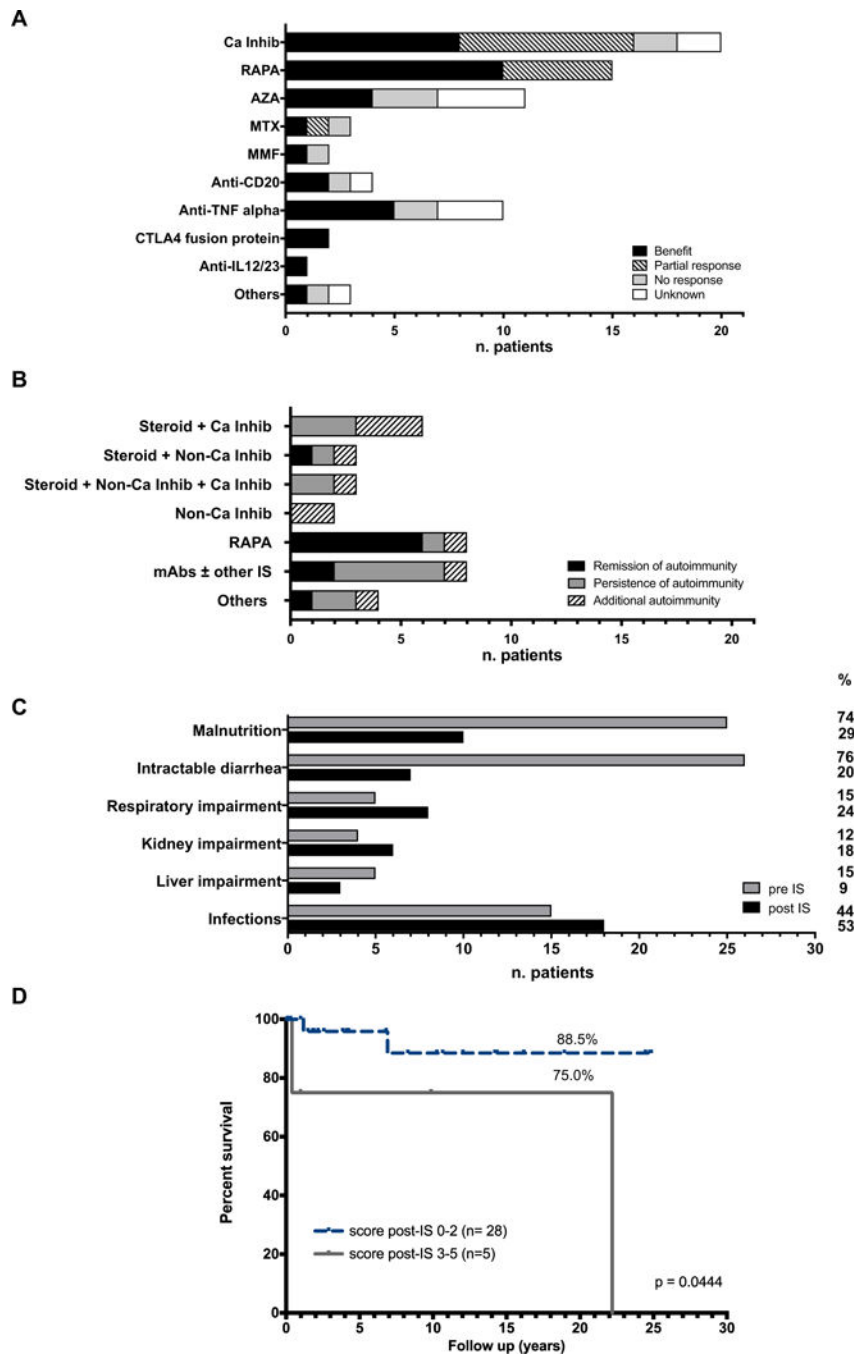 A
Ca Inhib
RAPA
AZA
MTX
MMF
Anti-CD20
Anti-TNF alpha
CTLA4 fusion protein
Anti-IL12/23
Others
Benefit
Partial response
No response
Unknown
0 5 10 15 20
n. patients
B
Steroid + Ca Inhib
Steroid + Non-Ca Inhib
Steroid + Non-Ca Inhib + Ca Inhib
Non-Ca Inhib
RAPA
mAbs ± other IS
Others
Remission of autoimmunity
Persistence of autoimmunity
Additional autoimmunity
0 5 10 15 20
n. patients
C
%
Malnutrition
74
29
Intractable diarrhea
76
20
Respiratory impairment
15
24
Kidney impairment
12
18
Liver impairment
15
9
Infections
44
53
pre IS
post IS
0 5 10 15 20 25 30
n. patients
D
Percent survival
100
80
60
40
20
0
88.5%
75.0%
score post-IS 0-2 (n= 28)
score post-IS 3-5 (n=5)
p = 0.0444
0 5 10 15 20 25 30
Follow up (years)